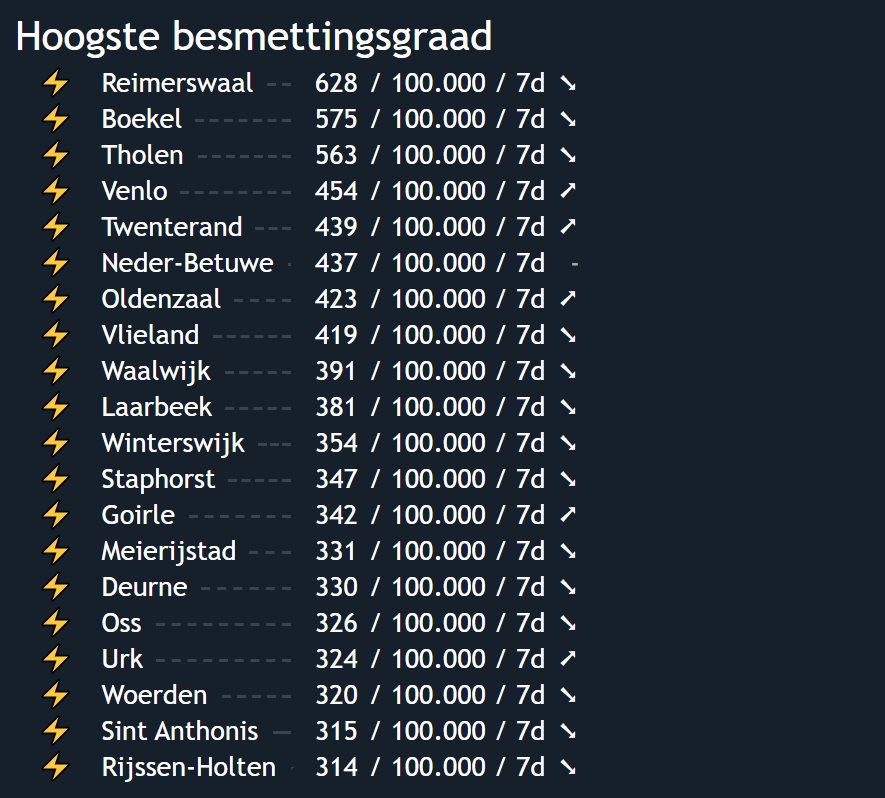 Hoogste besmettingsgraad
⚡ Reimerswaal -- 628 / 100.000 / 7d ➘
⚡ Boekel ------- 575 / 100.000 / 7d ➘
⚡ Tholen ------ 563 / 100.000 / 7d ➘
⚡ Venlo -------- 454 / 100.000 / 7d ➚
⚡ Twenterand --- 439 / 100.000 / 7d ➚
⚡ Neder-Betuwe - 437 / 100.000 / 7d -
⚡ Oldenzaal ---- 423 / 100.000 / 7d ➚
⚡ Vlieland ------ 419 / 100.000 / 7d ➘
⚡ Waalwijk ----- 391 / 100.000 / 7d ➘
⚡ Laarbeek ----- 381 / 100.000 / 7d ➘
⚡ Winterswijk --- 354 / 100.000 / 7d ➘
⚡ Staphorst ----- 347 / 100.000 / 7d ➘
⚡ Goirle ------- 342 / 100.000 / 7d ➚
⚡ Meierijstad --- 331 / 100.000 / 7d ➘
⚡ Deurne ------ 330 / 100.000 / 7d ➘
⚡ Oss --------- 326 / 100.000 / 7d ➘
⚡ Urk --------- 324 / 100.000 / 7d ➚
⚡ Woerden ----- 320 / 100.000 / 7d ➘
⚡ Sint Anthonis -- 315 / 100.000 / 7d ➘
⚡ Rijssen-Holten - 314 / 100.000 / 7d ➘